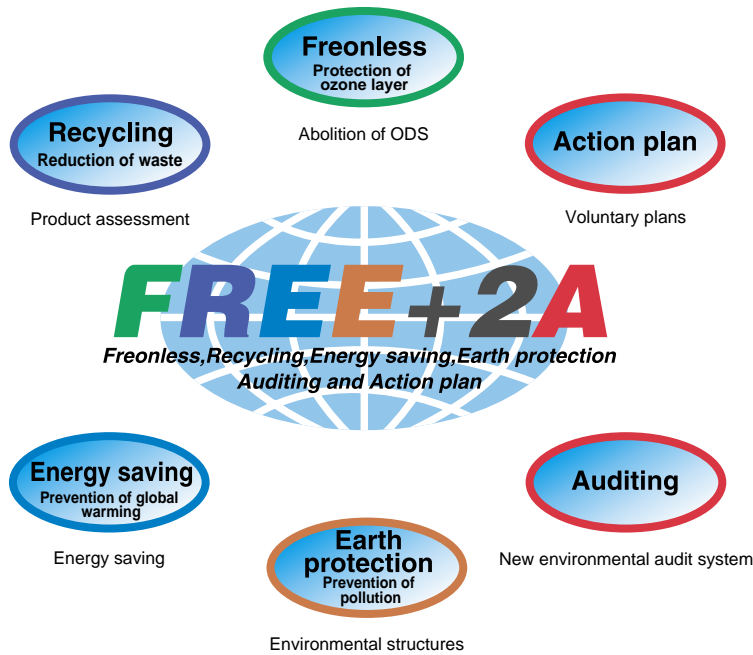 Freonless
Protection of
ozone layer
Abolition of ODS
Recycling
Reduction of waste
Product assessment
Action plan
Voluntary plans
FREE+2A
Freonless,Recycling,Energy saving,Earth protection
Auditing and Action plan
Energy saving
Prevention of global
warming
Energy saving
Earth
protection
Prevention of
pollution
Environmental structures
Auditing
New environmental audit system